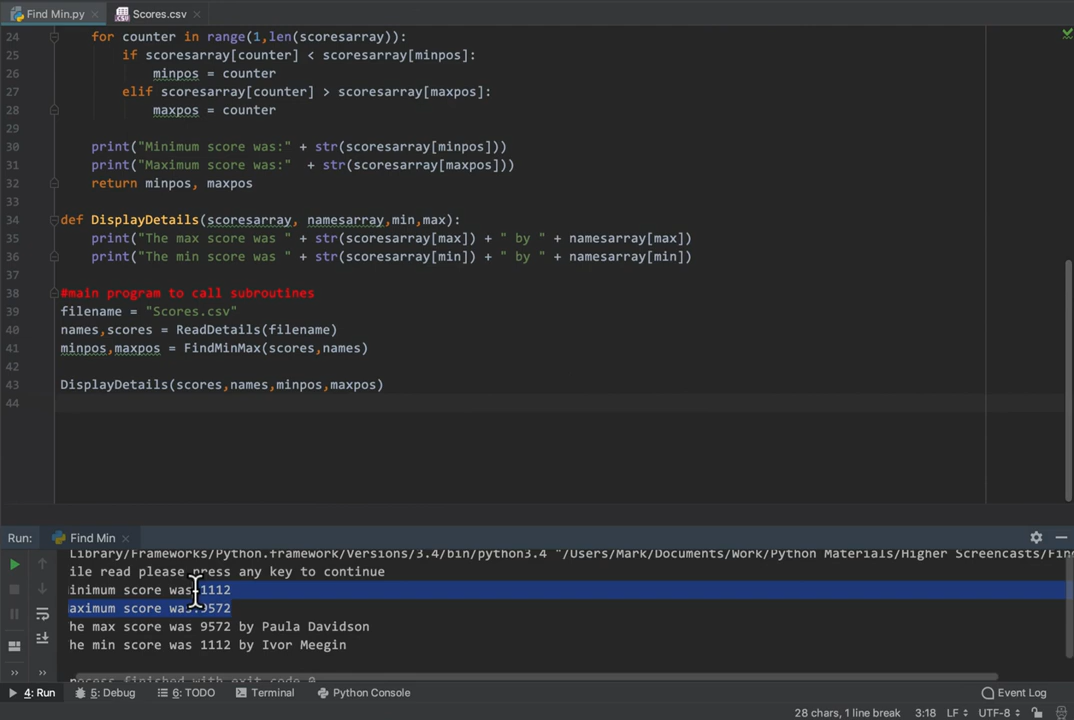 Find Min.py
Scores.csv
24 for counter in range(1,len(scoresarray)):
25 if scoresarray[counter] < scoresarray[minpos]:
26 minpos = counter
27 elif scoresarray[counter] > scoresarray[maxpos]:
28 maxpos = counter
29
30 print("Minimum score was:" + str(scoresarray[minpos]))
31 print("Maximum score was:"  + str(scoresarray[maxpos]))
32 return minpos, maxpos
33
34 def DisplayDetails(scoresarray, namesarray,min,max):
35 print("The max score was " + str(scoresarray[max]) + " by " + namesarray[max])
36 print("The min score was " + str(scoresarray[min]) + " by " + namesarray[min])
37
38 #main program to call subroutines
39 filename = "Scores.csv"
40 names,scores = ReadDetails(filename)
41 minpos,maxpos = FindMinMax(scores,names)
42
43 DisplayDetails(scores,names,minpos,maxpos)
44
Run: Find Min
Library/Frameworks/Python.framework/Versions/3.4/bin/python3.4 "/Users/Mark/Documents/Work/Python Materials/Higher Screencasts/Fin
ile read please press any key to continue
inimum score was 1112
aximum score was:9572
he max score was 9572 by Paula Davidson
he min score was 1112 by Ivor Meegin
rocess finished with exit code 0
4: Run 5: Debug 6: TODO Terminal Python Console Event Log
28 chars, 1 line break 3:18 LF UTF-8